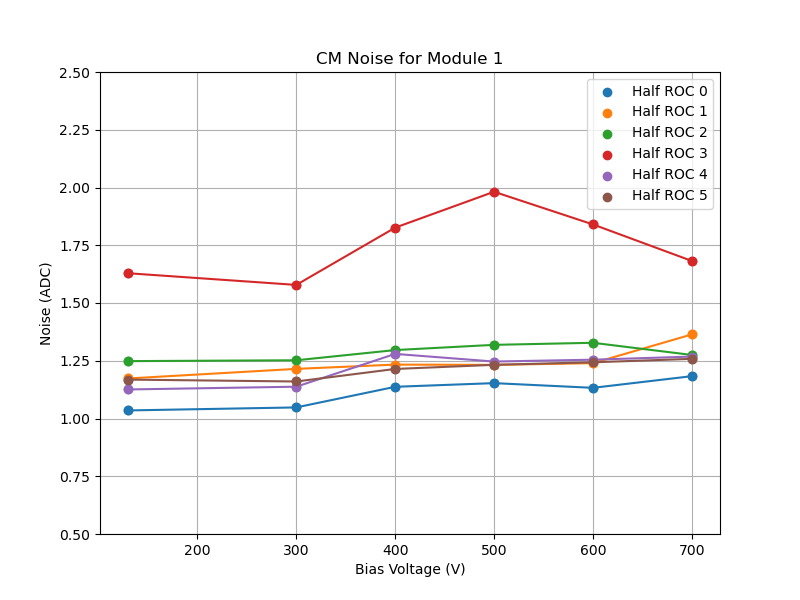 CM Noise for Module 1
2.50
2.25
2.00
1.75
1.50
1.25
1.00
0.75
0.50
Noise (ADC)
Half ROC 0
Half ROC 1
Half ROC 2
Half ROC 3
Half ROC 4
Half ROC 5
200 300 400 500 600 700
Bias Voltage (V)